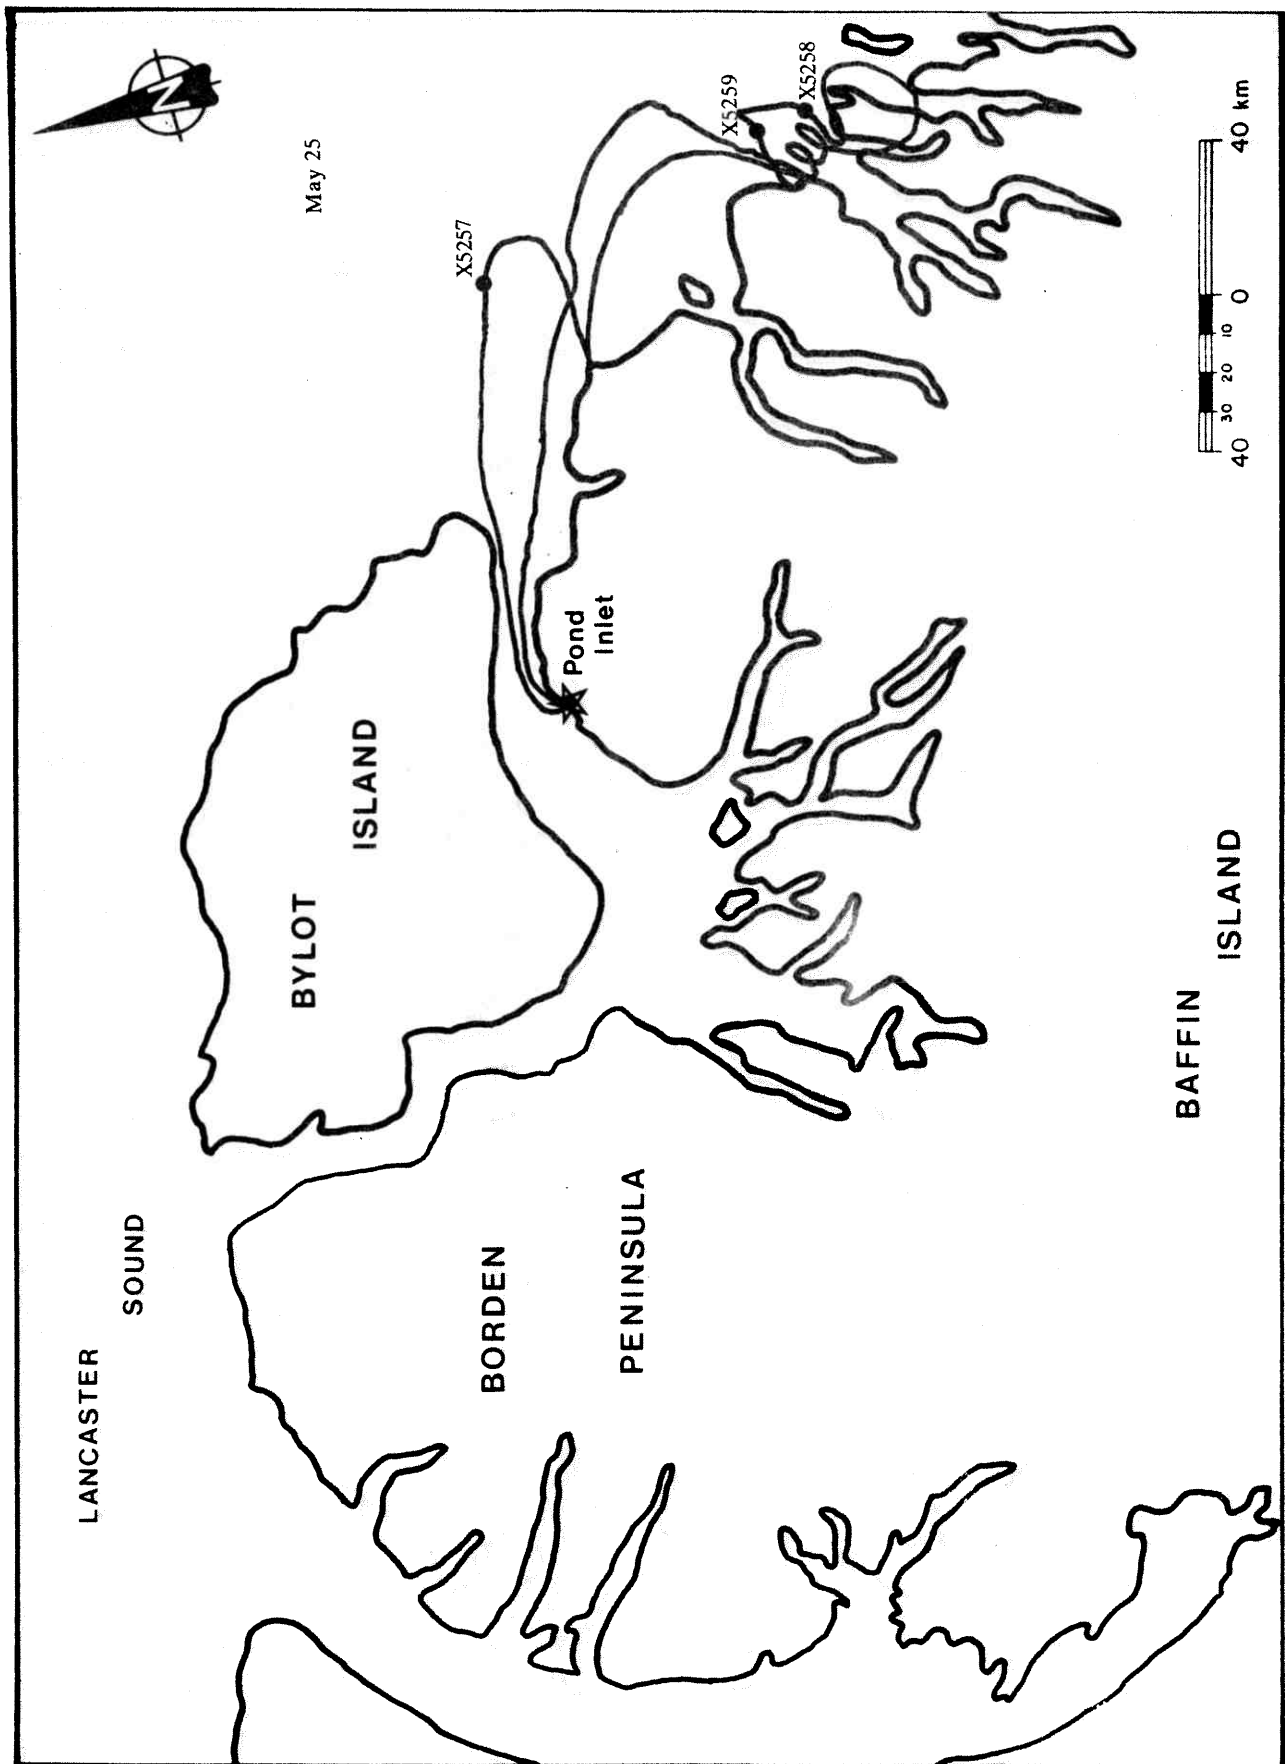 N
May 25
X5257
X5259
X5258
Pond
Inlet
BYLOT
ISLAND
LANCASTER
SOUND
BORDEN
PENINSULA
BAFFIN
ISLAND
40 30 20 10 0 40 km